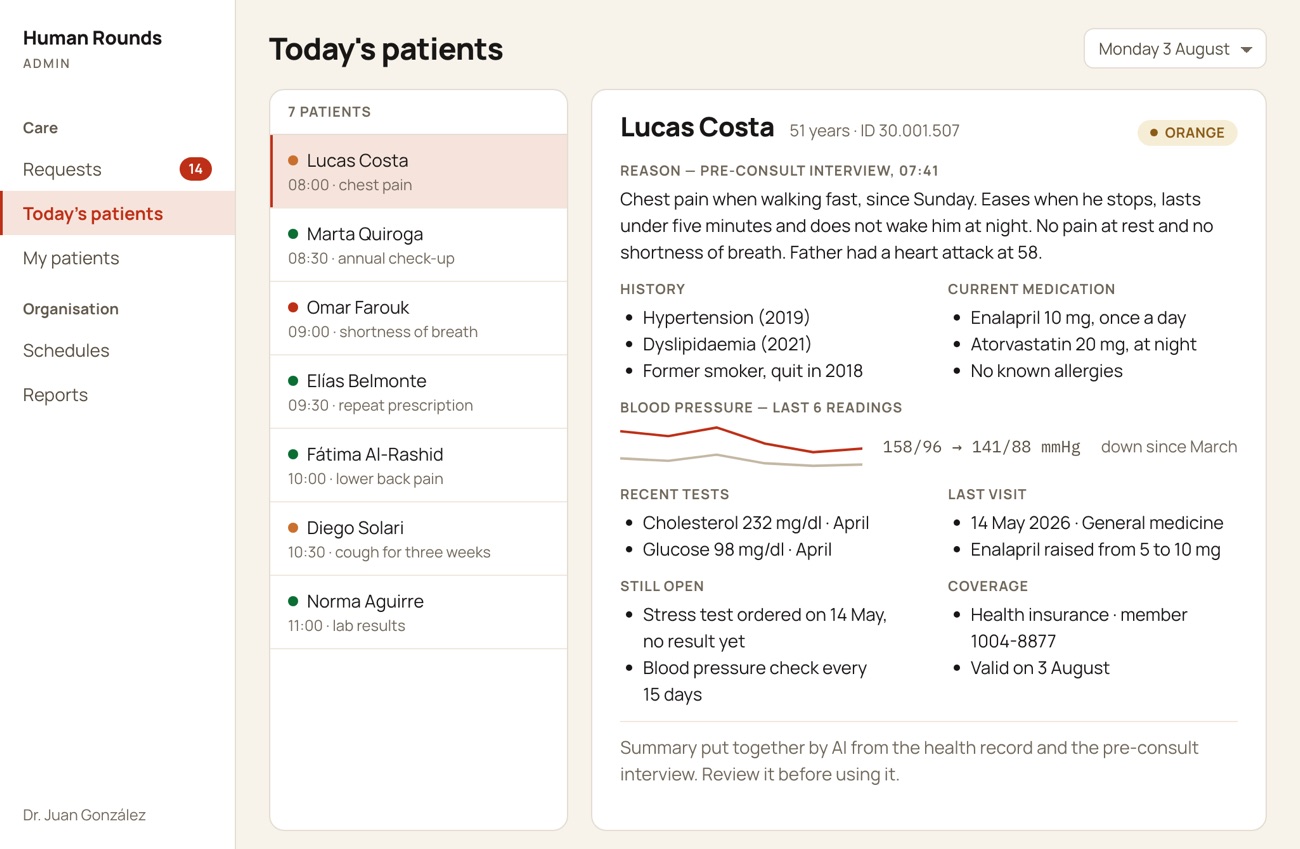 Human Rounds
ADMIN
Care
Requests 14
Today's patients
My patients
Organisation
Schedules
Reports
Dr. Juan González
Today's patients
Monday 3 August
7 PATIENTS
Lucas Costa
08:00 · chest pain
Marta Quiroga
08:30 · annual check-up
Omar Farouk
09:00 · shortness of breath
Elías Belmonte
09:30 · repeat prescription
Fátima Al-Rashid
10:00 · lower back pain
Diego Solari
10:30 · cough for three weeks
Norma Aguirre
11:00 · lab results
Lucas Costa 51 years · ID 30.001.507
ORANGE
REASON — PRE-CONSULT INTERVIEW, 07:41
Chest pain when walking fast, since Sunday. Eases when he stops, lasts
under five minutes and does not wake him at night. No pain at rest and no
shortness of breath. Father had a heart attack at 58.
HISTORY
• Hypertension (2019)
• Dyslipidaemia (2021)
• Former smoker, quit in 2018
CURRENT MEDICATION
• Enalapril 10 mg, once a day
• Atorvastatin 20 mg, at night
• No known allergies
BLOOD PRESSURE — LAST 6 READINGS
158/96 → 141/88 mmHg down since March
RECENT TESTS
• Cholesterol 232 mg/dl · April
• Glucose 98 mg/dl · April
LAST VISIT
• 14 May 2026 · General medicine
• Enalapril raised from 5 to 10 mg
STILL OPEN
• Stress test ordered on 14 May,
no result yet
• Blood pressure check every
15 days
COVERAGE
• Health insurance · member
1004-8877
• Valid on 3 August
Summary put together by AI from the health record and the pre-consult
interview. Review it before using it.